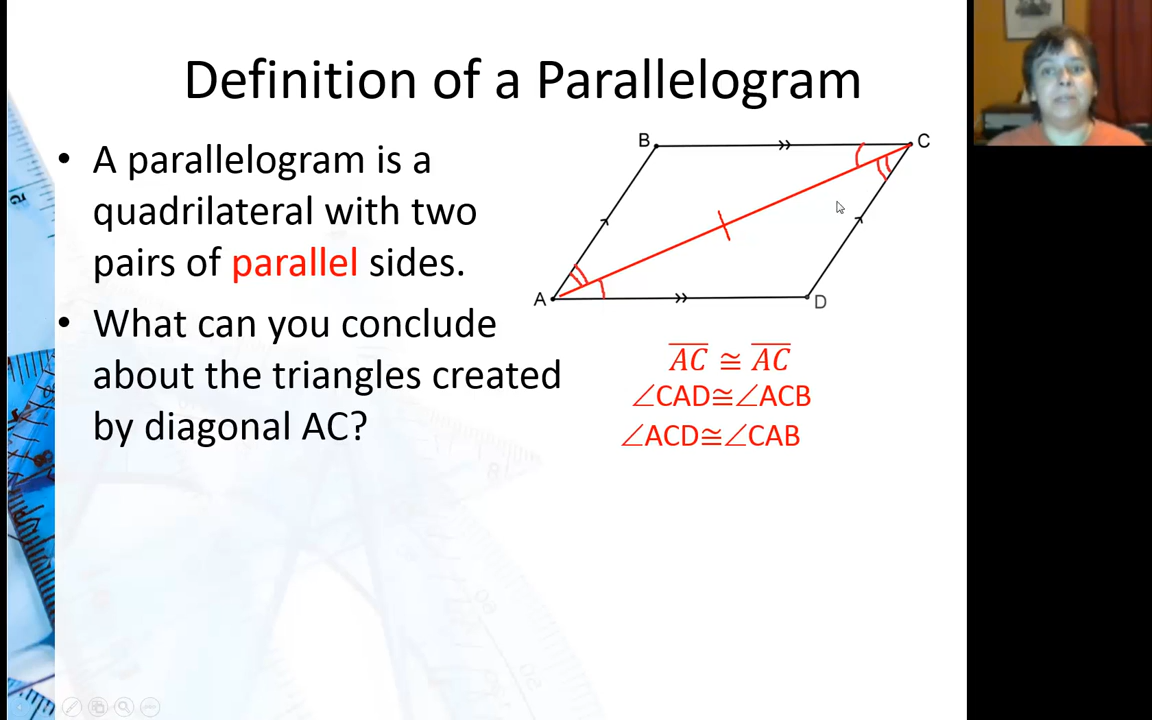 Definition of a Parallelogram
• A parallelogram is a
quadrilateral with two
pairs of parallel sides.
• What can you conclude
about the triangles created
by diagonal AC?
B
C
A
D
AC ≅ AC
∠CAD≅∠ACB
∠ACD≅∠CAB